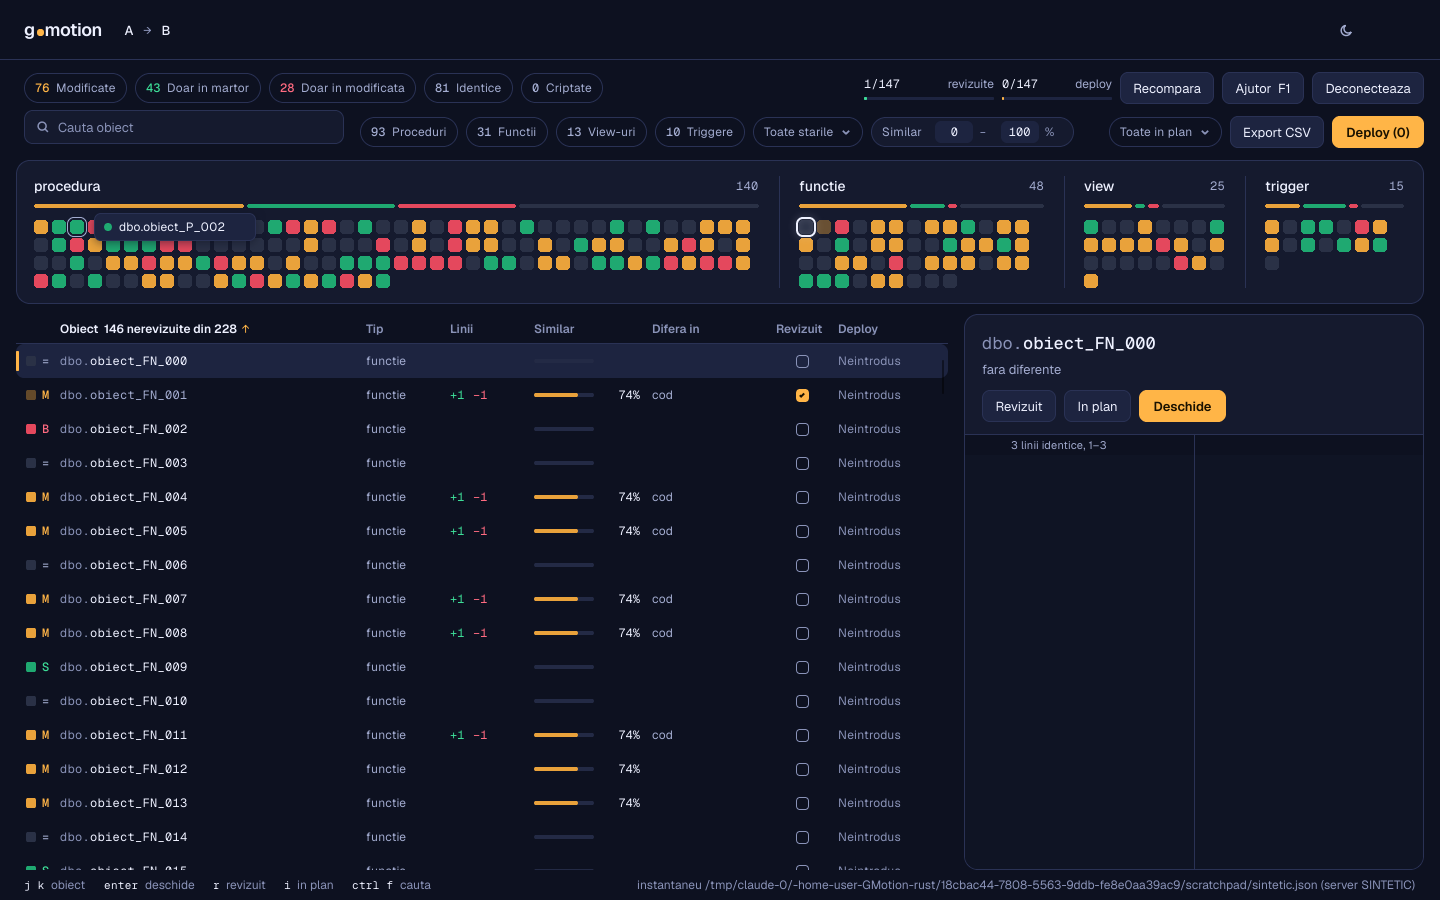 g●motion A → B
76 Modificate 43 Doar in martor 28 Doar in modificata 81 Identice 0 Criptate 1/147 revizuite 0/147 deploy Recompara Ajutor F1 Deconecteaza
Cauta obiect 93 Proceduri 31 Functii 13 View-uri 10 Triggere Toate starile Similar 0 – 100 % Toate in plan Export CSV Deploy (0)
procedura 140 functie 48 view 25 trigger 15
dbo.obiect_P_002
Obiect 146 nerevizuite din 228 ↑ Tip Linii Similar Difera in Revizuit Deploy
= dbo.obiect_FN_000 functie Neintrodus
M dbo.obiect_FN_001 functie +1 −1 74% cod Neintrodus
B dbo.obiect_FN_002 functie Neintrodus
= dbo.obiect_FN_003 functie Neintrodus
M dbo.obiect_FN_004 functie +1 −1 74% cod Neintrodus
M dbo.obiect_FN_005 functie +1 −1 74% cod Neintrodus
= dbo.obiect_FN_006 functie Neintrodus
M dbo.obiect_FN_007 functie +1 −1 74% cod Neintrodus
M dbo.obiect_FN_008 functie +1 −1 74% cod Neintrodus
S dbo.obiect_FN_009 functie Neintrodus
= dbo.obiect_FN_010 functie Neintrodus
M dbo.obiect_FN_011 functie +1 −1 74% cod Neintrodus
M dbo.obiect_FN_012 functie 74% Neintrodus
M dbo.obiect_FN_013 functie 74% Neintrodus
= dbo.obiect_FN_014 functie Neintrodus
dbo.obiect_FN_000
fara diferente
Revizuit In plan Deschide
3 linii identice, 1–3
j k obiect enter deschide r revizuit i in plan ctrl f cauta instantaneu /tmp/claude-0/-home-user-GMotion-rust/18cbac44-7808-5563-9ddb-fe8e0aa39ac9/scratchpad/sintetic.json (server SINTETIC)